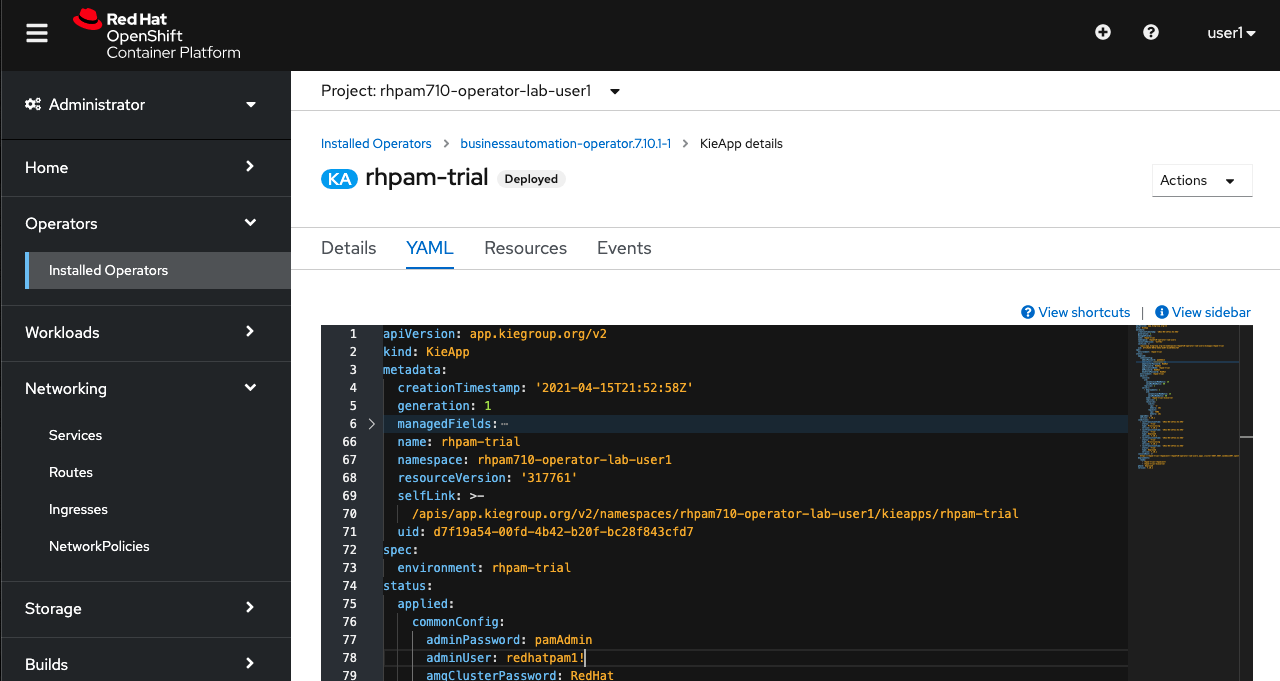 Red Hat
OpenShift
Container Platform
user1
Administrator
Home
Operators
Installed Operators
Workloads
Networking
Services
Routes
Ingresses
NetworkPolicies
Storage
Builds
Project: rhpam710-operator-lab-user1
Installed Operators > businessautomation-operator.7.10.1-1 > KieApp details
KA rhpam-trial Deployed
Actions
Details YAML Resources Events
View shortcuts | View sidebar
1 apiVersion: app.kiegroup.org/v2
2 kind: KieApp
3 metadata:
4 creationTimestamp: '2021-04-15T21:52:58Z'
5 generation: 1
6 managedFields:⋯
66 name: rhpam-trial
67 namespace: rhpam710-operator-lab-user1
68 resourceVersion: '317761'
69 selfLink: >-
70 /apis/app.kiegroup.org/v2/namespaces/rhpam710-operator-lab-user1/kieapps/rhpam-trial
71 uid: d7f19a54-00fd-4b42-b20f-bc28f843cfd7
72 spec:
73 environment: rhpam-trial
74 status:
75 applied:
76 commonConfig:
77 adminPassword: pamAdmin
78 adminUser: redhatpam1!
79 amqClusterPassword: RedHat